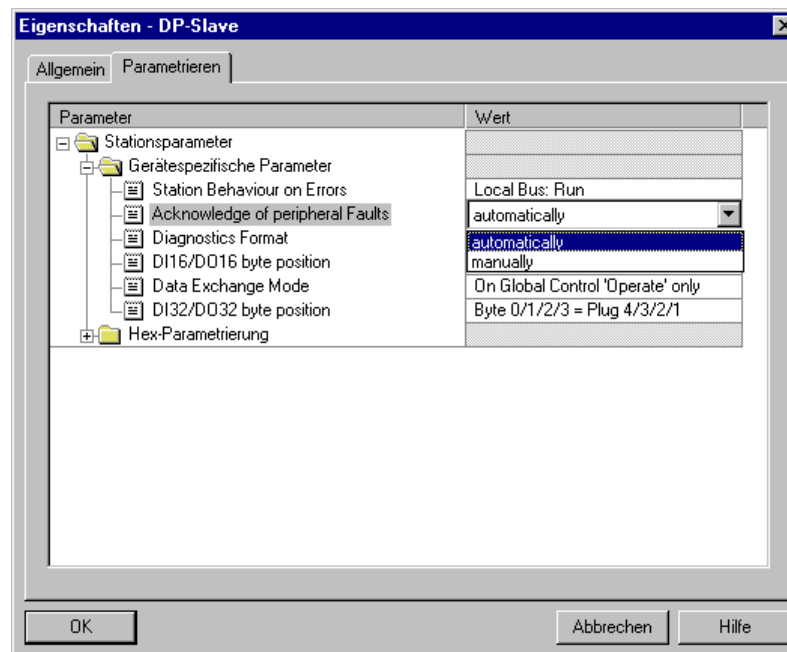 Eigenschaften - DP-Slave
Allgemein Parametrieren
Parameter Wert
Stationsparameter
Gerätespezifische Parameter
Station Behaviour on Errors Local Bus: Run
Acknowledge of peripheral Faults automatically
Diagnostics Format automatically
DI16/DO16 byte position manually
Data Exchange Mode On Global Control 'Operate' only
DI32/DO32 byte position Byte 0/1/2/3 = Plug 4/3/2/1
Hex-Parametrierung
OK Abbrechen Hilfe